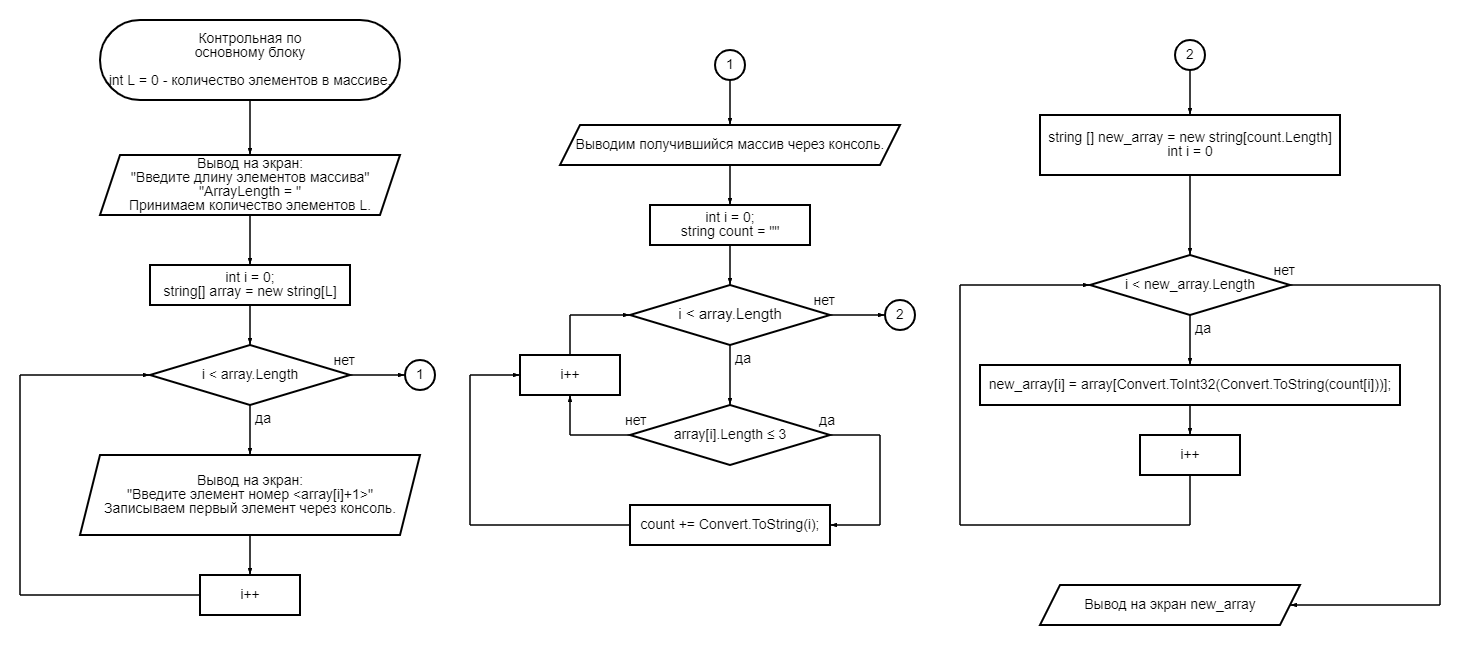 Контрольная по
основному блоку
int L = 0 - количество элементов в массиве.
Вывод на экран:
"Введите длину элементов массива"
"ArrayLength = "
Принимаем количество элементов L.
int i = 0;
string[] array = new string[L]
i < array.Length
нет
1
да
Вывод на экран:
"Введите элемент номер <array[i]+1>"
Записываем первый элемент через консоль.
i++
1
Выводим получившийся массив через консоль.
int i = 0;
string count = ""
i < array.Length
нет
2
да
i++
нет
array[i].Length ≤ 3
да
count += Convert.ToString(i);
2
string [] new_array = new string[count.Length]
int i = 0
i < new_array.Length
нет
да
new_array[i] = array[Convert.ToInt32(Convert.ToString(count[i]))];
i++
Вывод на экран new_array